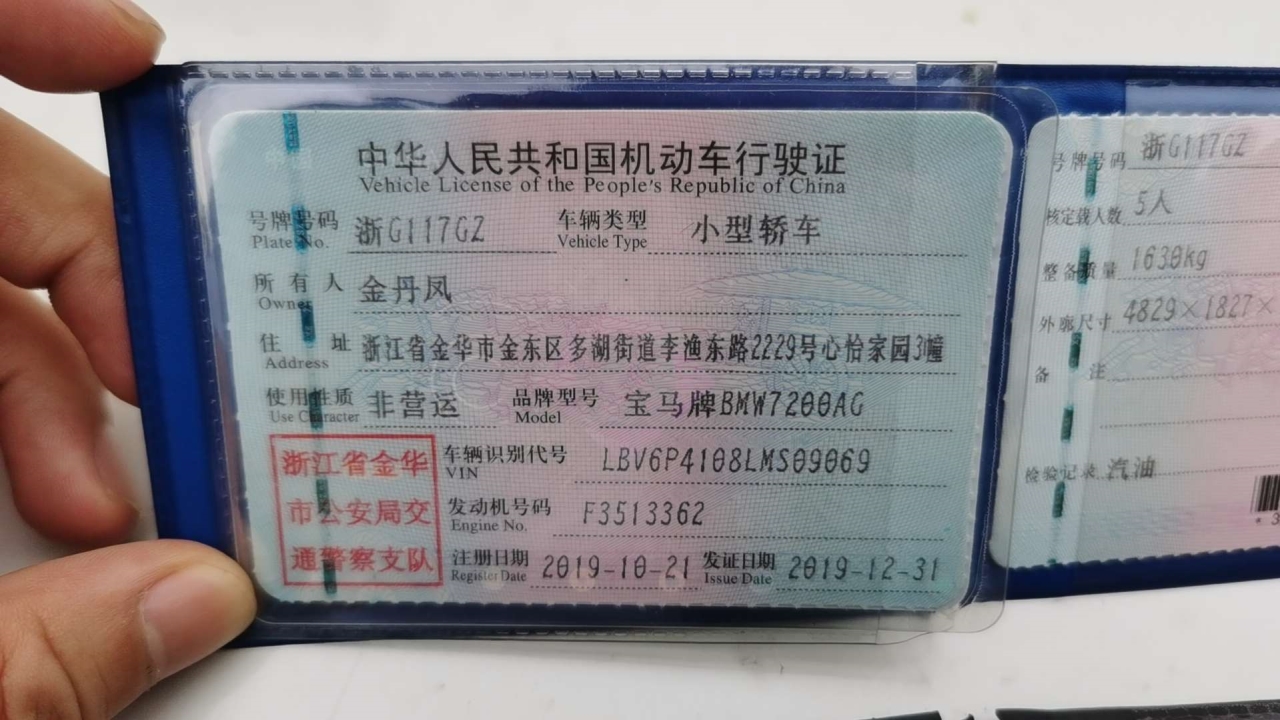 中华人民共和国机动车行驶证
Vehicle License of the People's Republic of China
号牌号码 浙G117GZ 车辆类型 小型轿车
Plate No. Vehicle Type
所有人 金丹凤
Owner
住址 浙江省金华市金东区多湖街道李渔东路2229号心怡家园3幢
Address
使用性质 非营运 品牌型号 宝马牌BMW7200AG
Use Character Model
浙江省金华
市公安局交
通警察支队
车辆识别代号 LBV6P4108LMS09069
VIN
发动机号码 F3513362
Engine No.
注册日期 2019-10-21 发证日期 2019-12-31
Register Date Issue Date
号牌号码 浙G117GZ
核定载人数 5人
整备质量 1630kg
外廓尺寸 4829×1827×
备注
检验记录 汽油